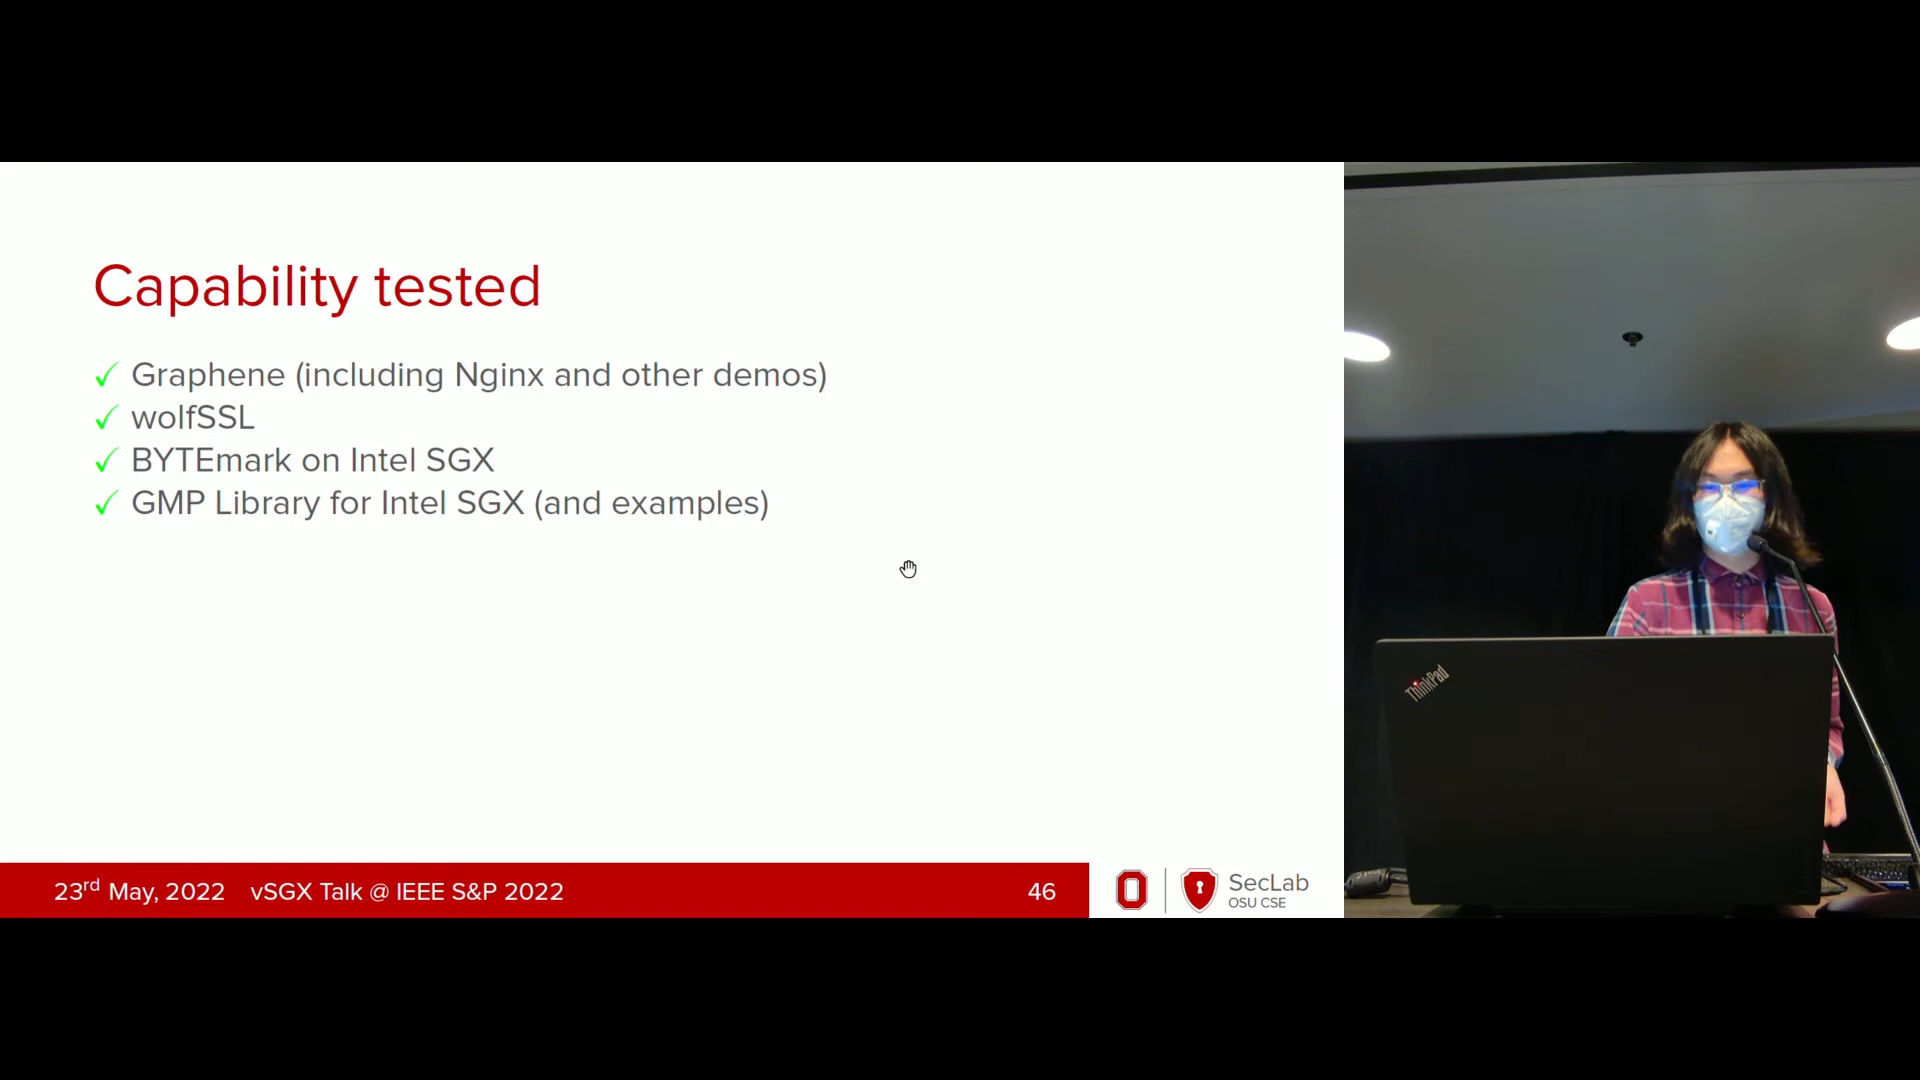 Capability tested
✓ Graphene (including Nginx and other demos)
✓ wolfSSL
✓ BYTEmark on Intel SGX
✓ GMP Library for Intel SGX (and examples)
23rd May, 2022 vSGX Talk @ IEEE S&P 2022 46
O
SecLab
OSU CSE
ThinkPad